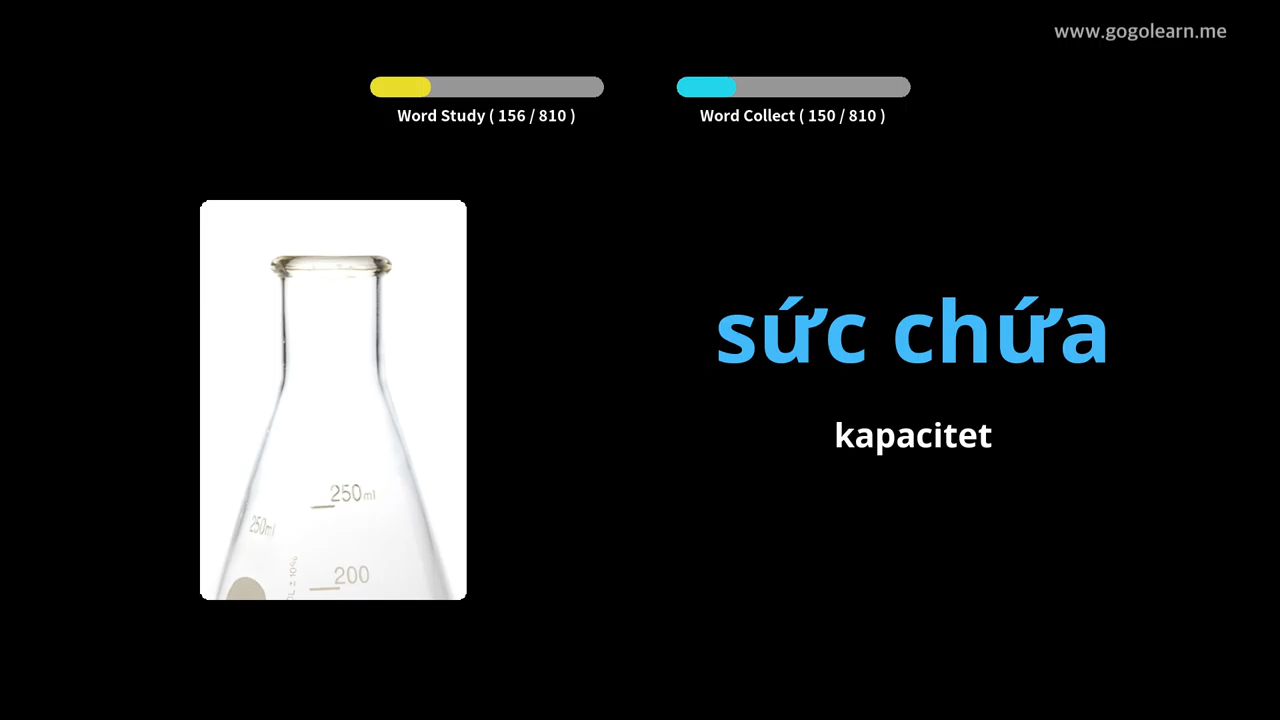 www.gogolearn.me
Word Study ( 156 / 810 )
Word Collect ( 150 / 810 )
sức chứa
kapacitet
250ml
250ml
200